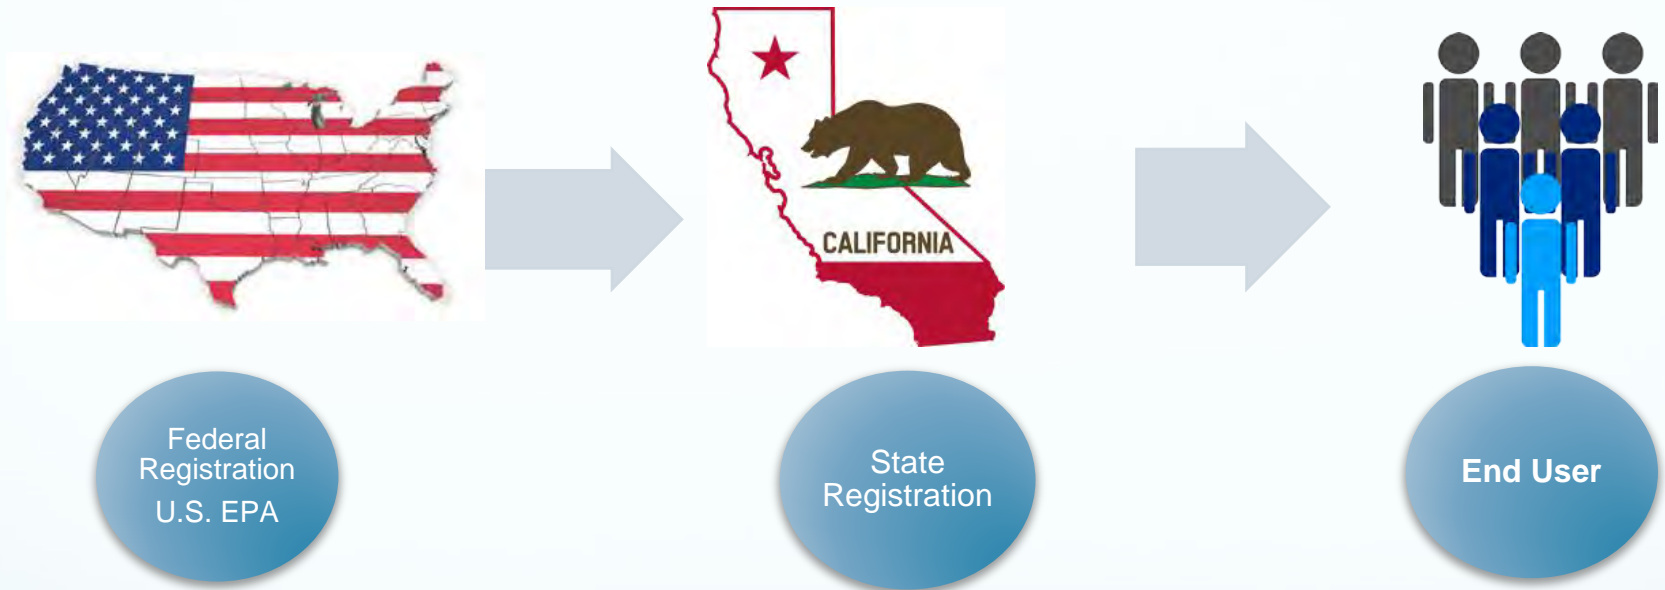 CALIFORNIA
Federal
Registration
U.S. EPA
State
Registration
End User